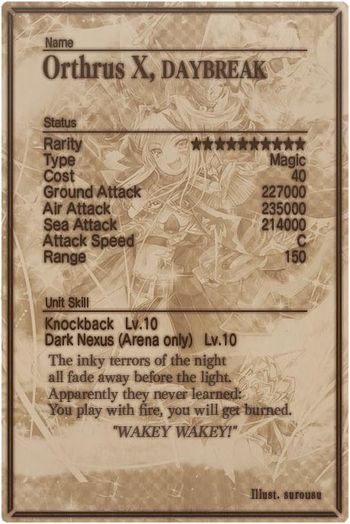 Name
Orthrus X, DAYBREAK
Status
Rarity ★★★★★★★★★★
Type Magic
Cost 40
Ground Attack 227000
Air Attack 235000
Sea Attack 214000
Attack Speed C
Range 150
Unit Skill
Knockback Lv.10
Dark Nexus (Arena only) Lv.10
The inky terrors of the night
all fade away before the light.
Apparently they never learned:
You play with fire, you will get burned.
"WAKEY WAKEY!"
Illust. surousu